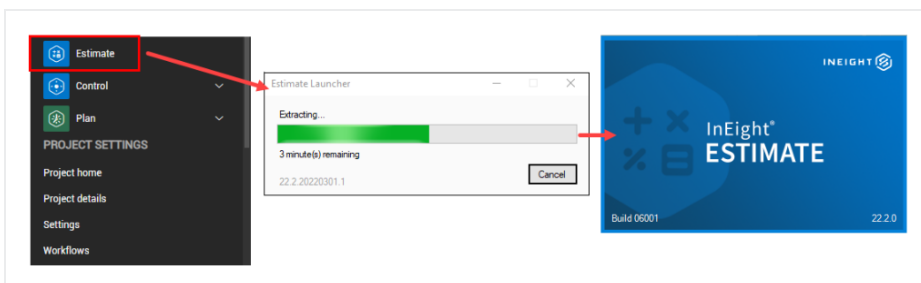 Estimate
Control
Plan
PROJECT SETTINGS
Project home
Project details
Settings
Workflows
Estimate Launcher
Extracting...
3 minute(s) remaining
Cancel
22.2.20220301.1
INEIGHT
InEight®
ESTIMATE
Build 06001
22.2.0